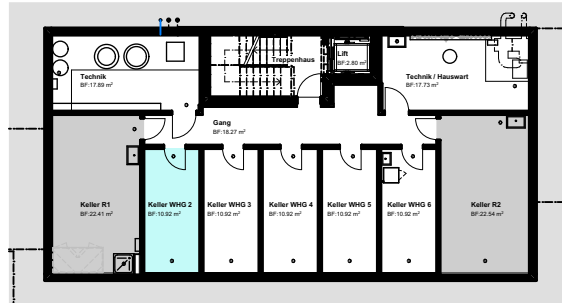 Technik
BF:17.89 m²
Treppenhaus
Lift
BF:2.80 m²
Technik / Hauswart
BF:17.73 m²
Gang
BF:18.27 m²
Keller R1
BF:22.41 m²
Keller WHG 2
BF:10.92 m²
Keller WHG 3
BF:10.92 m²
Keller WHG 4
BF:10.92 m²
Keller WHG 5
BF:10.92 m²
Keller WHG 6
BF:10.92 m²
Keller R2
BF:22.54 m²